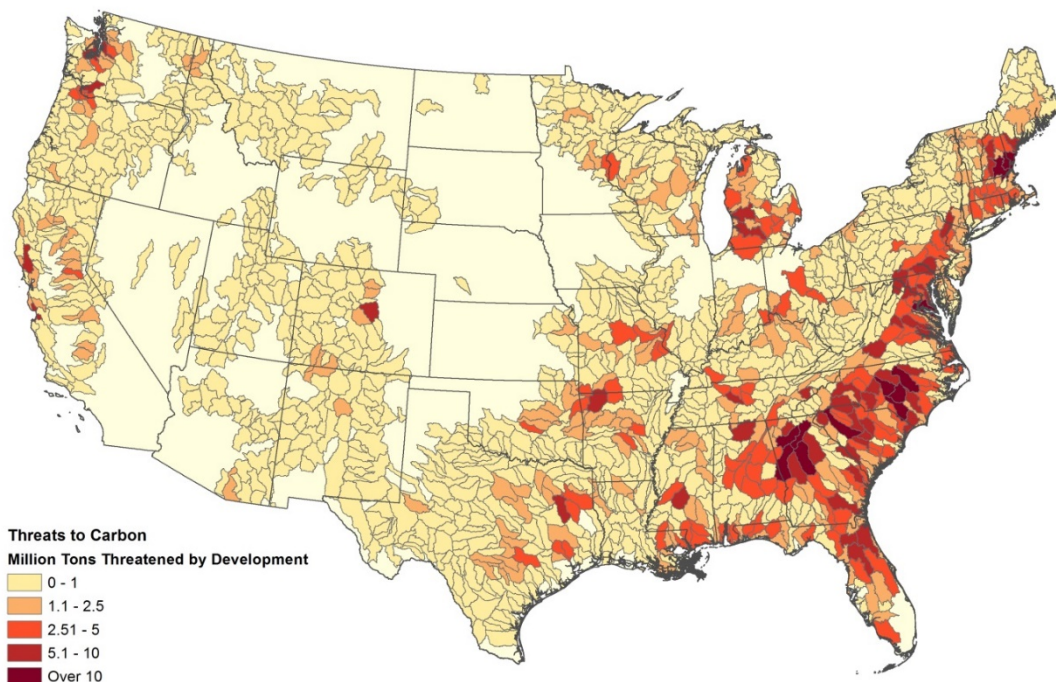 Threats to Carbon
Million Tons Threatened by Development
0 - 1
1.1 - 2.5
2.51 - 5
5.1 - 10
Over 10